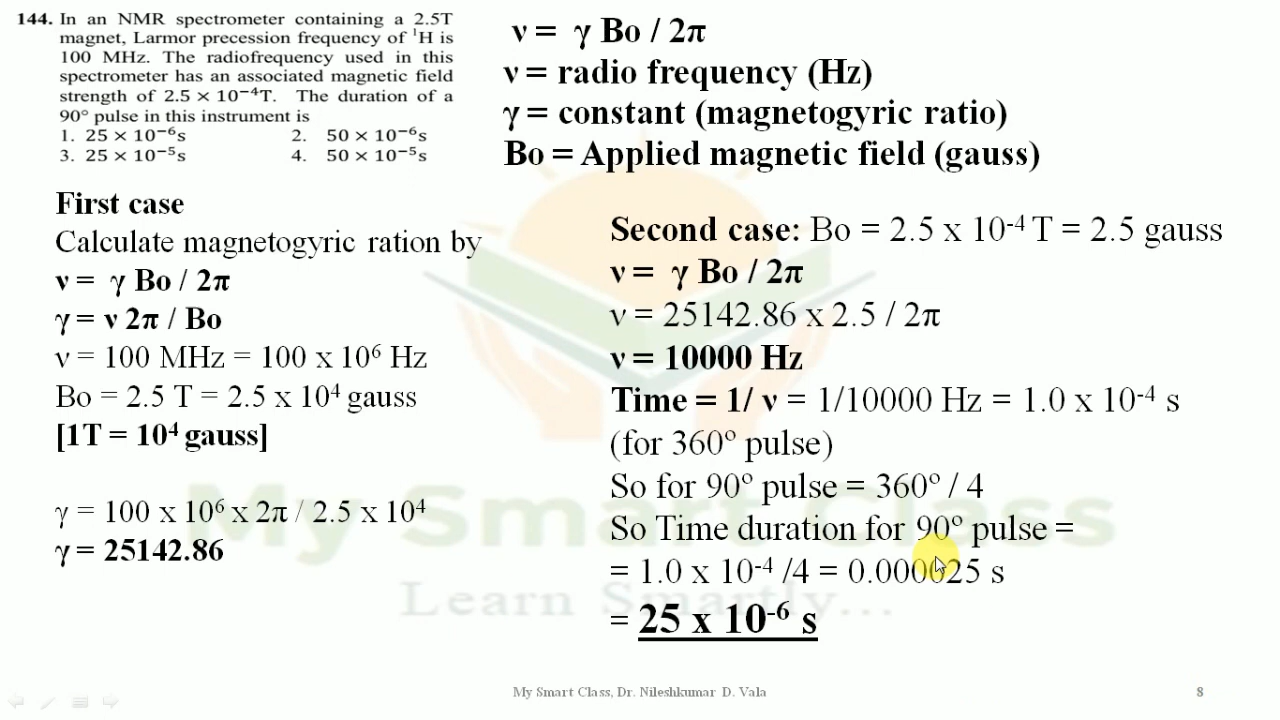 144. In an NMR spectrometer containing a 2.5T
magnet, Larmor precession frequency of ¹H is
100 MHz. The radiofrequency used in this
spectrometer has an associated magnetic field
strength of 2.5 × 10⁻⁴T. The duration of a
90° pulse in this instrument is
1. 25 × 10⁻⁶s 2. 50 × 10⁻⁶s
3. 25 × 10⁻⁵s 4. 50 × 10⁻⁵s
ν = γ Bo / 2π
ν = radio frequency (Hz)
γ = constant (magnetogyric ratio)
Bo = Applied magnetic field (gauss)
First case
Calculate magnetogyric ration by
ν = γ Bo / 2π
γ = ν 2π / Bo
ν = 100 MHz = 100 x 10⁶ Hz
Bo = 2.5 T = 2.5 x 10⁴ gauss
[1T = 10⁴ gauss]
γ = 100 x 10⁶ x 2π / 2.5 x 10⁴
γ = 25142.86
Second case: Bo = 2.5 x 10⁻⁴ T = 2.5 gauss
ν = γ Bo / 2π
ν = 25142.86 x 2.5 / 2π
ν = 10000 Hz
Time = 1/ ν = 1/10000 Hz = 1.0 x 10⁻⁴ s
(for 360º pulse)
So for 90º pulse = 360º / 4
So Time duration for 90º pulse =
= 1.0 x 10⁻⁴ /4 = 0.000025 s
= 25 x 10⁻⁶ s
My Smart Class
Learn Smartly...
My Smart Class, Dr. Nileshkumar D. Vala
8